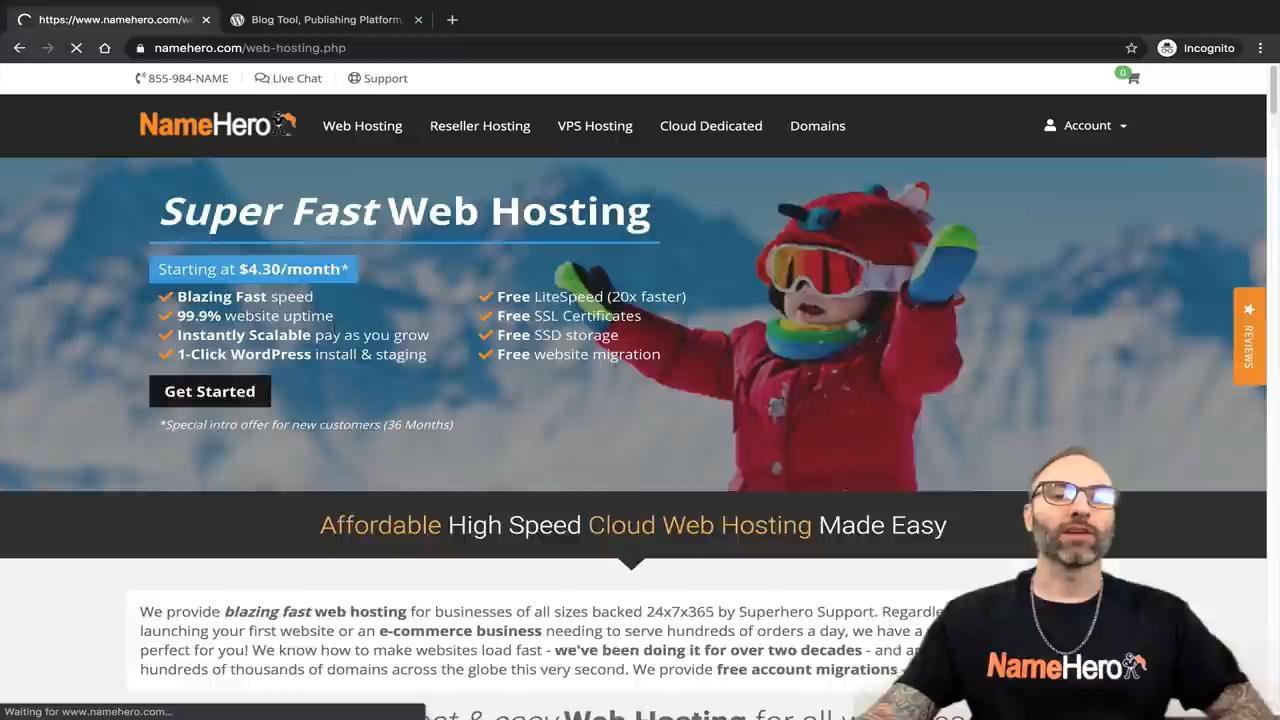 https://www.namehero.com/we
Blog Tool, Publishing Platform,
namehero.com/web-hosting.php
Incognito
855-984-NAME
Live Chat
Support
0
NameHero
Web Hosting
Reseller Hosting
VPS Hosting
Cloud Dedicated
Domains
Account
Super Fast Web Hosting
Starting at $4.30/month*
Blazing Fast speed
Free LiteSpeed (20x faster)
99.9% website uptime
Free SSL Certificates
Instantly Scalable pay as you grow
Free SSD storage
1-Click WordPress install & staging
Free website migration
Get Started
*Special intro offer for new customers (36 Months)
REVIEWS
Affordable High Speed Cloud Web Hosting Made Easy
We provide blazing fast web hosting for businesses of all sizes backed 24x7x365 by Superhero Support. Regardle
launching your first website or an e-commerce business needing to serve hundreds of orders a day, we have a
perfect for you! We know how to make websites load fast - we've been doing it for over two decades - and
hundreds of thousands of domains across the globe this very second. We provide free account migrations
NameHero
Waiting for www.namehero.com...
Web Hosting for all